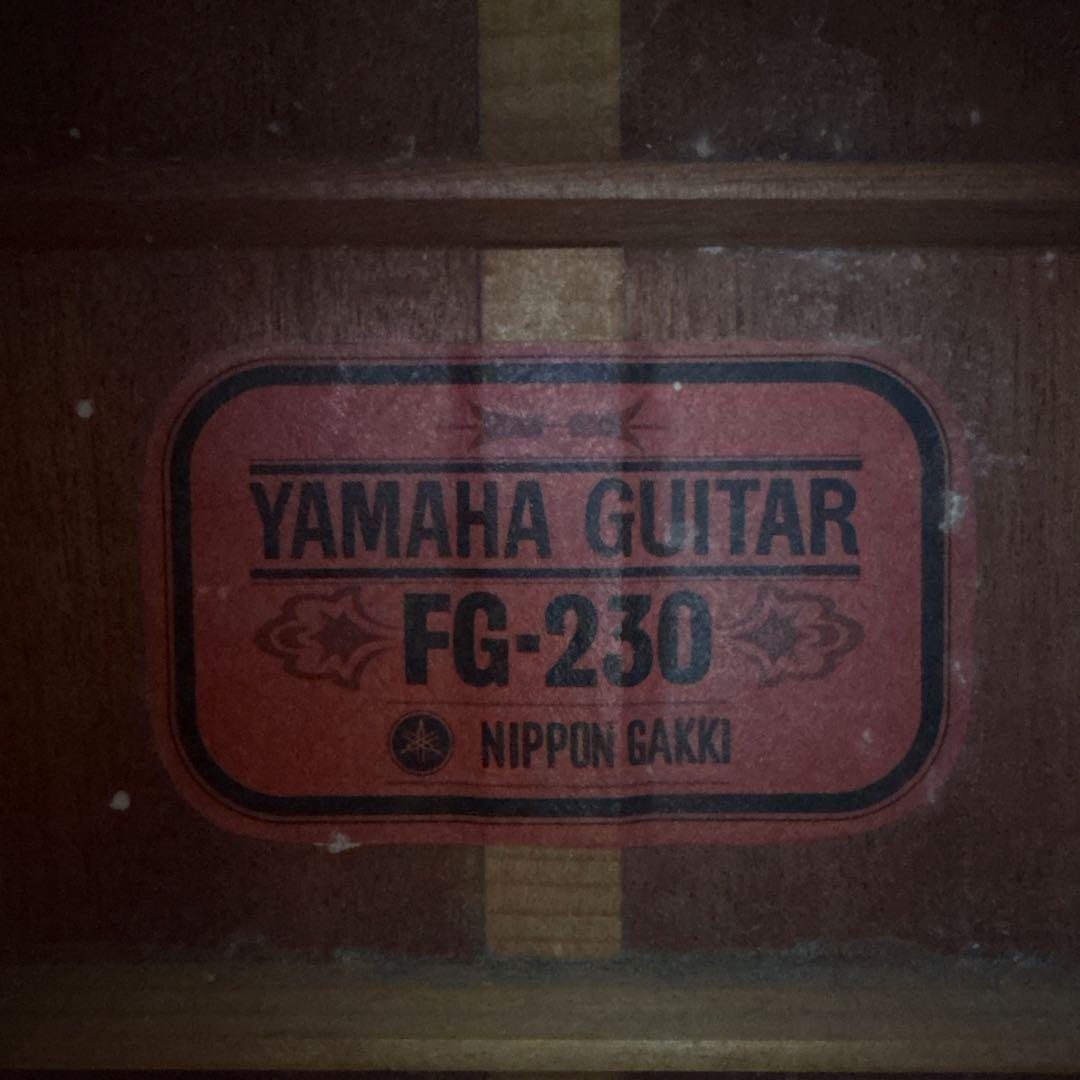 YAMAHA GUITAR
FG-230
NIPPON GAKKI